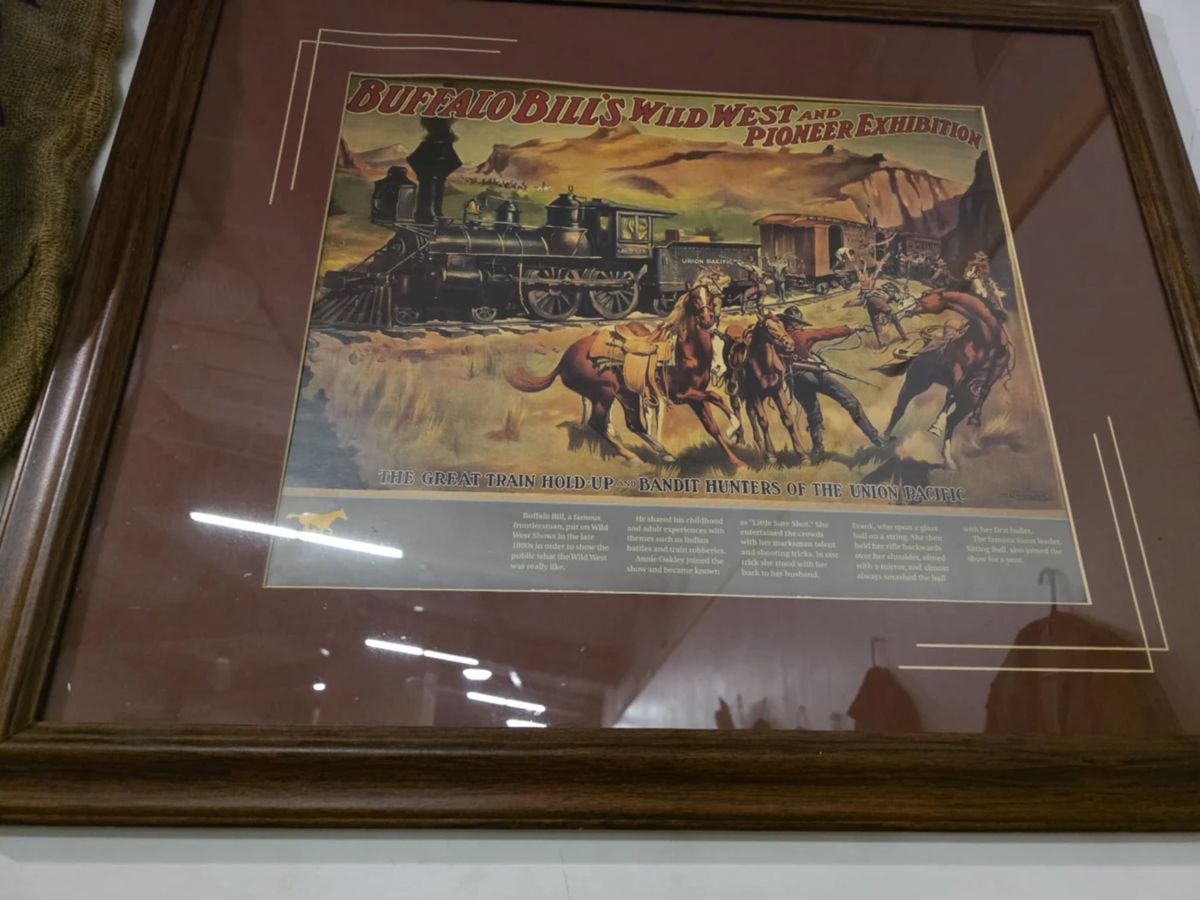 BUFFALO BILL'S WILD WEST AND
PIONEER EXHIBITION
UNION PACIFIC
THE GREAT TRAIN HOLD-UP AND BANDIT HUNTERS OF THE UNION PACIFIC
Buffalo Bill, a famous
frontiersman, put on Wild
West Shows in the late
1800s in order to show the
public what the Wild West
was really like.
He shared his childhood
and adult experiences with
themes such as Indian
battles and train robberies.
Annie Oakley joined the
show and became known
as "Little Sure Shot." She
entertained the crowds
with her marksman talent
and shooting tricks. In one
trick she stood with her
back to her husband,
Frank, who spun a glass
ball on a string. She then
held her rifle backwards
over her shoulder, aimed
with a mirror, and almost
always smashed the ball
with her first bullet.
The famous Sioux leader,
Sitting Bull, also joined the
show for a year.